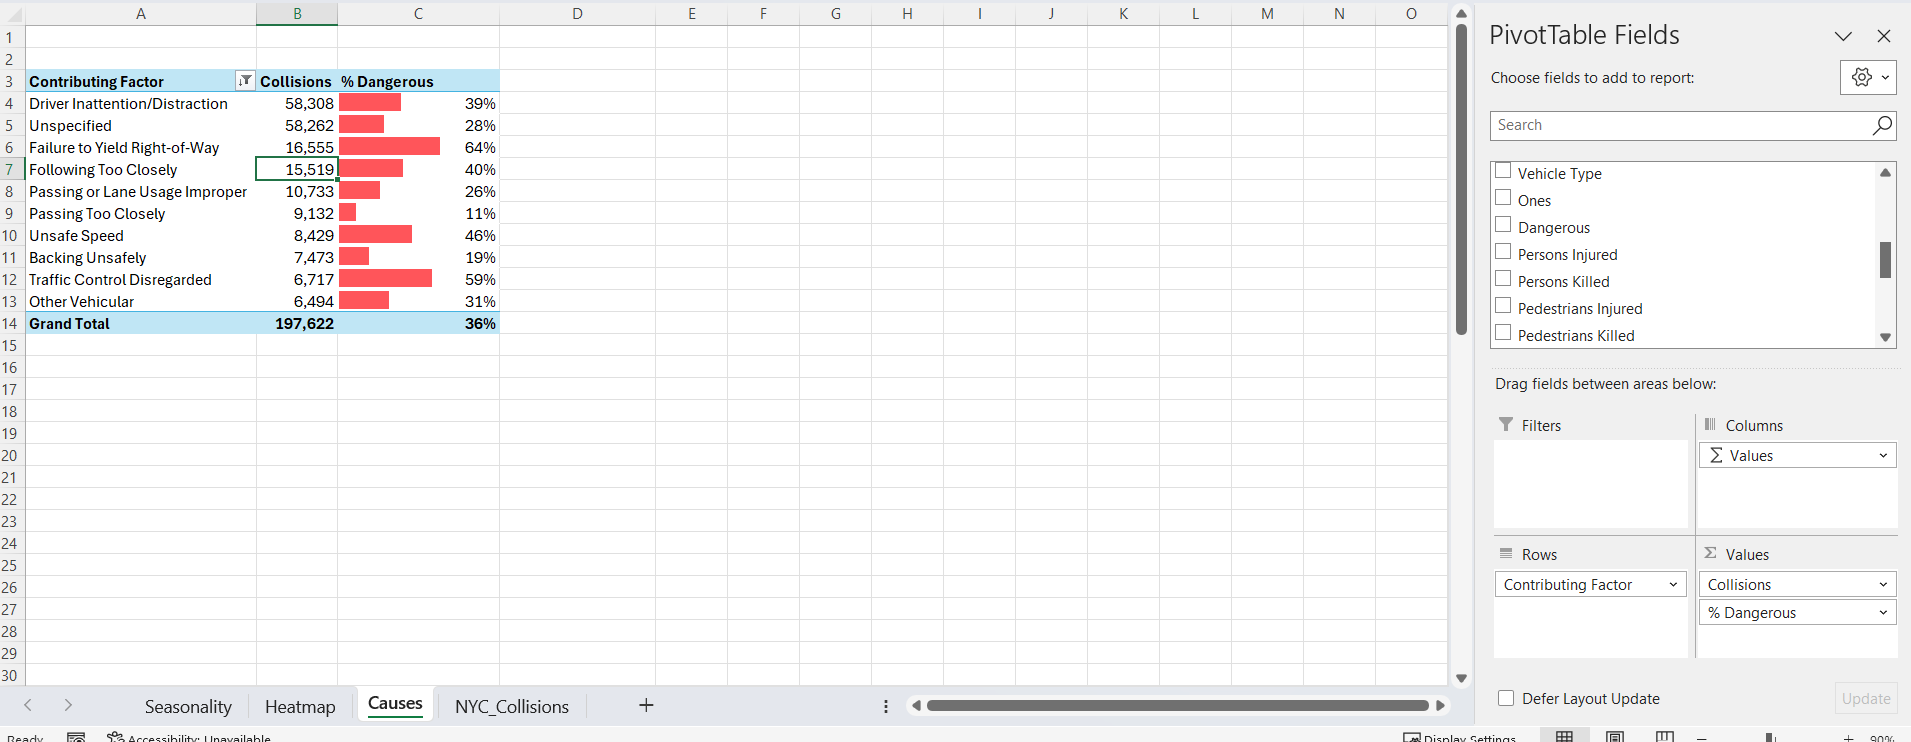 A B C D E F G H I J K L M N O
1
2
3 Contributing Factor Collisions % Dangerous
4 Driver Inattention/Distraction 58,308 39%
5 Unspecified 58,262 28%
6 Failure to Yield Right-of-Way 16,555 64%
7 Following Too Closely 15,519 40%
8 Passing or Lane Usage Improper 10,733 26%
9 Passing Too Closely 9,132 11%
10 Unsafe Speed 8,429 46%
11 Backing Unsafely 7,473 19%
12 Traffic Control Disregarded 6,717 59%
13 Other Vehicular 6,494 31%
14 Grand Total 197,622 36%
15
16
17
18
19
20
21
22
23
24
25
26
27
28
29
30
Seasonality Heatmap Causes NYC_Collisions
Ready Accessibility: Unavailable Display Settings 90%
PivotTable Fields
Choose fields to add to report:
Search
Vehicle Type
Ones
Dangerous
Persons Injured
Persons Killed
Pedestrians Injured
Pedestrians Killed
Drag fields between areas below:
Filters
Columns
Σ Values
Rows
Contributing Factor
Σ Values
Collisions
% Dangerous
Defer Layout Update Update